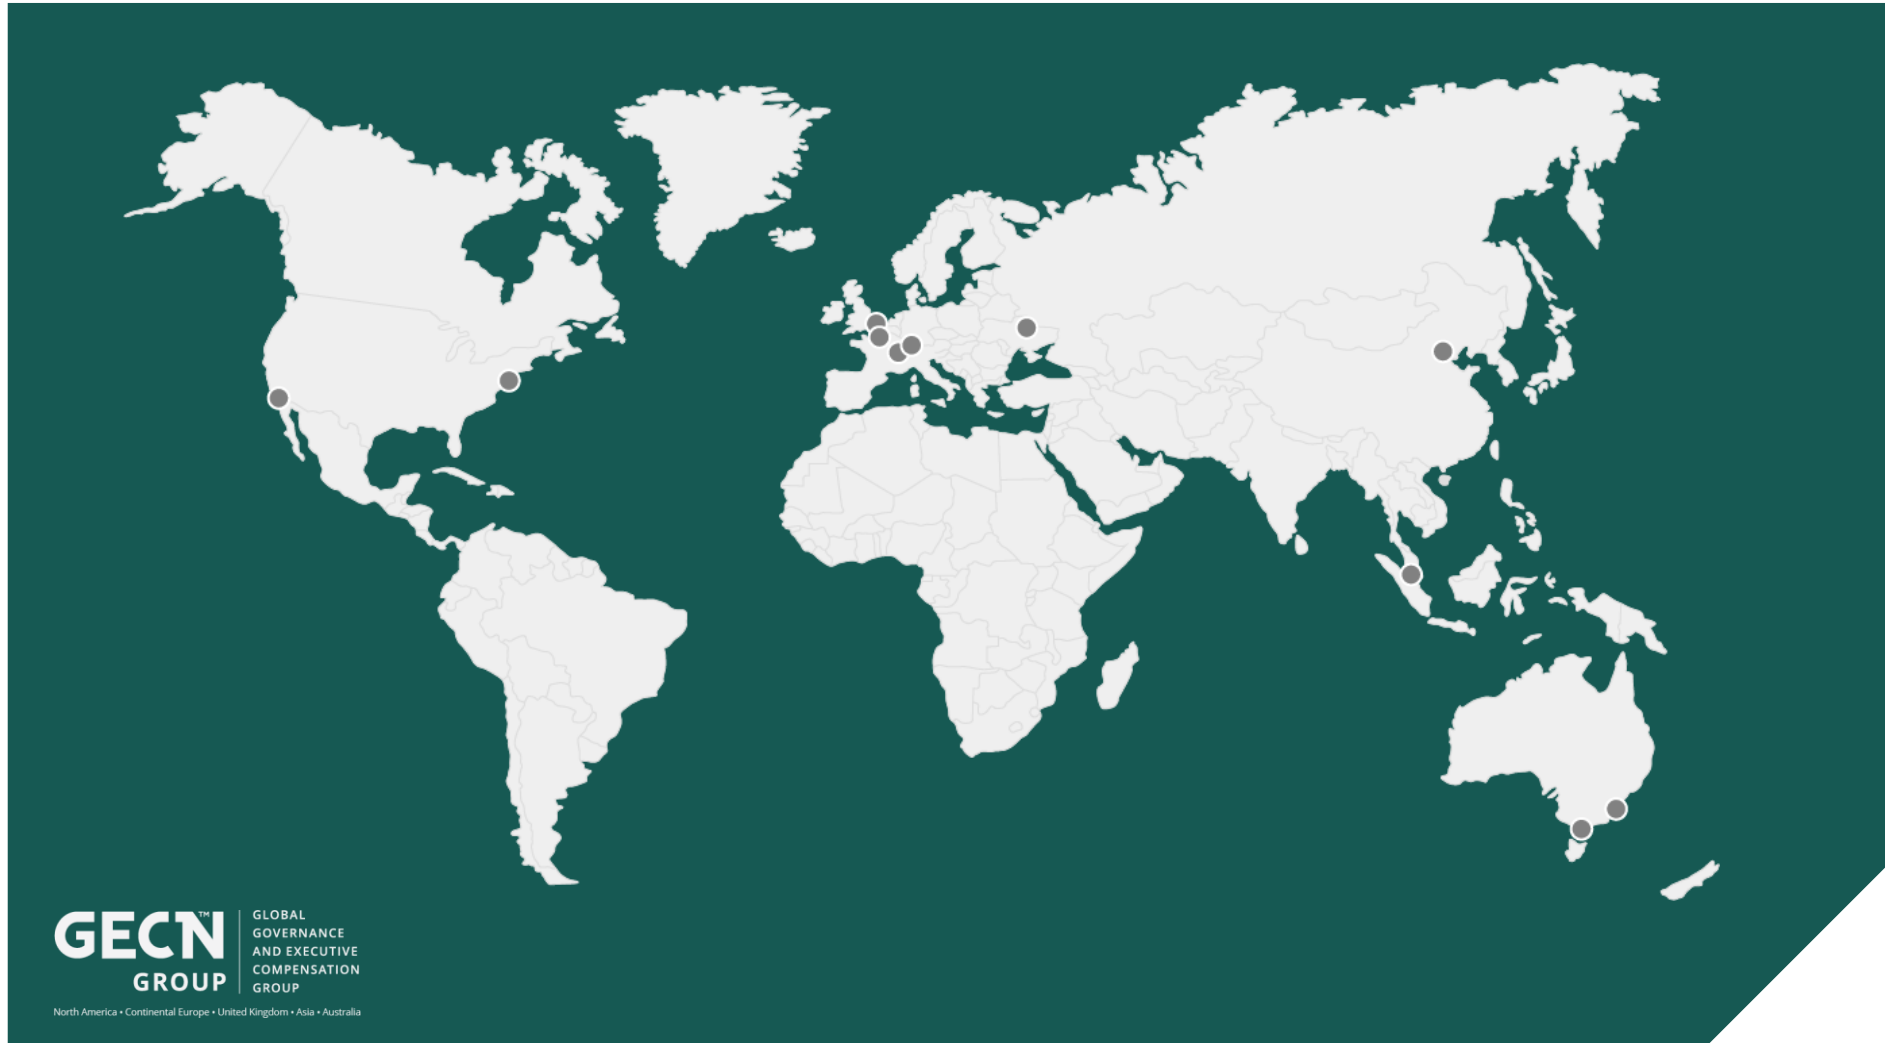 GECN™
GROUP
GLOBAL
GOVERNANCE
AND EXECUTIVE
COMPENSATION
GROUP
North America • Continental Europe • United Kingdom • Asia • Australia